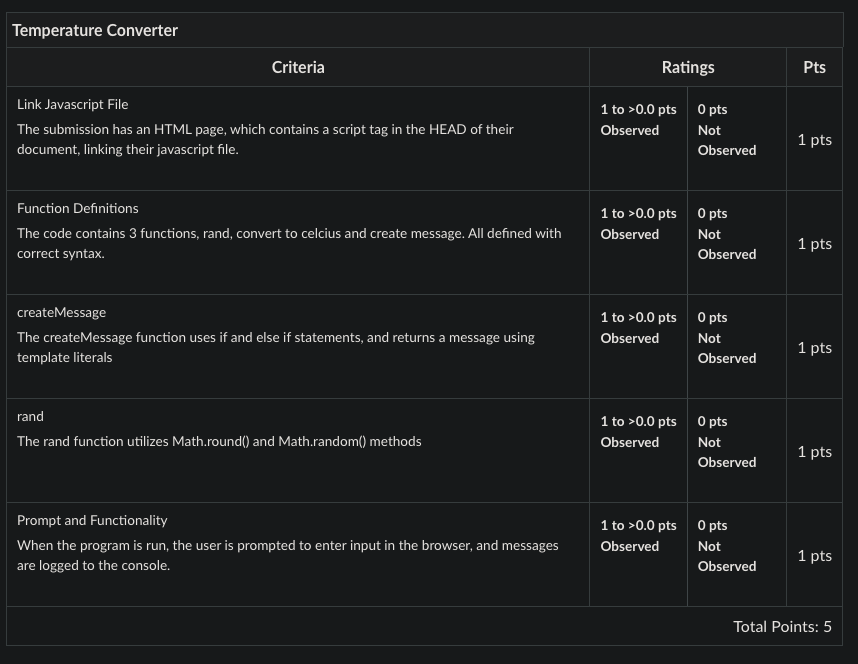 Temperature Converter
Criteria
Ratings
Pts
Link Javascript File
The submission has an HTML page, which contains a script tag in the HEAD of their
document, linking their javascript file.
1 to >0.0 pts
Observed
0 pts
Not
Observed
1 pts
Function Definitions
The code contains 3 functions, rand, convert to celcius and create message. All defined with
correct syntax.
1 to >0.0 pts
Observed
0 pts
Not
Observed
1 pts
createMessage
The createMessage function uses if and else if statements, and returns a message using
template literals
1 to >0.0 pts
Observed
0 pts
Not
Observed
1 pts
rand
The rand function utilizes Math.round() and Math.random() methods
1 to >0.0 pts
Observed
0 pts
Not
Observed
1 pts
Prompt and Functionality
When the program is run, the user is prompted to enter input in the browser, and messages
are logged to the console.
1 to >0.0 pts
Observed
0 pts
Not
Observed
1 pts
Total Points: 5